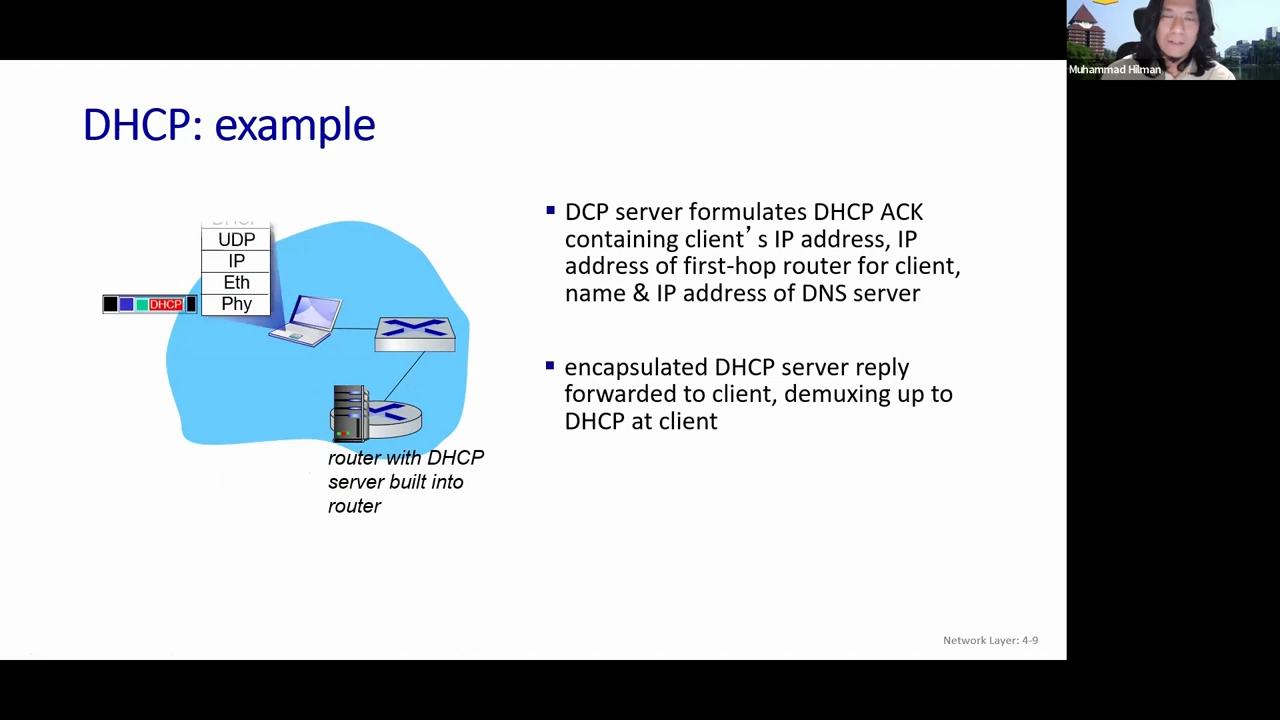 Muhammad Hilman
DHCP: example
DHCP
UDP
IP
Eth
Phy
DHCP
router with DHCP
server built into
router
▪ DCP server formulates DHCP ACK
containing client’s IP address, IP
address of first-hop router for client,
name & IP address of DNS server
▪ encapsulated DHCP server reply
forwarded to client, demuxing up to
DHCP at client
Network Layer: 4-9